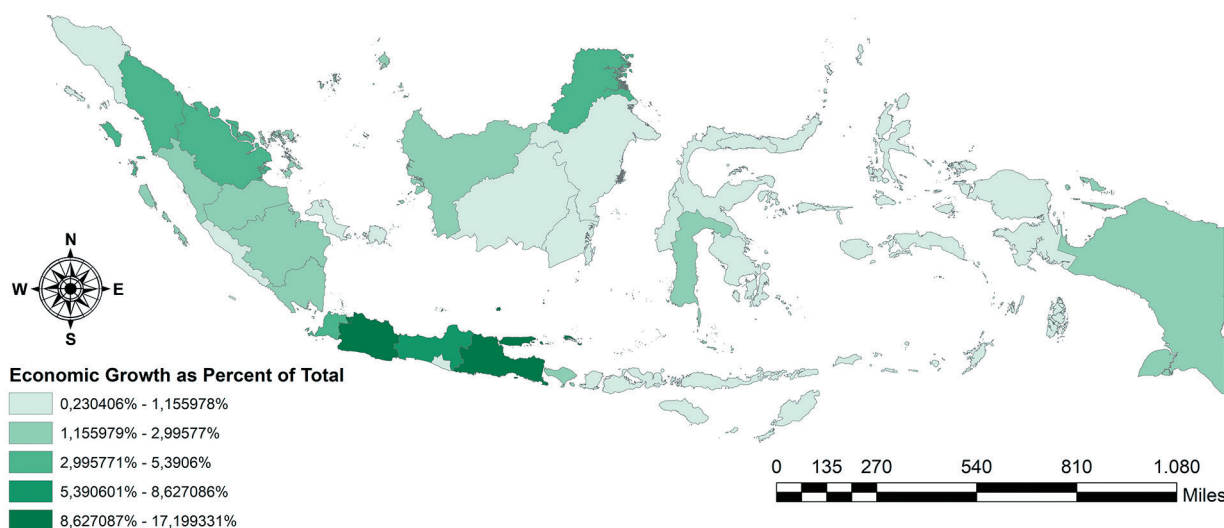 N
W E
S
Economic Growth as Percent of Total
0,230406% - 1,155978%
1,155979% - 2,99577%
2,995771% - 5,3906%
5,390601% - 8,627086%
8,627087% - 17,199331%
0 135 270 540 810 1.080
Miles